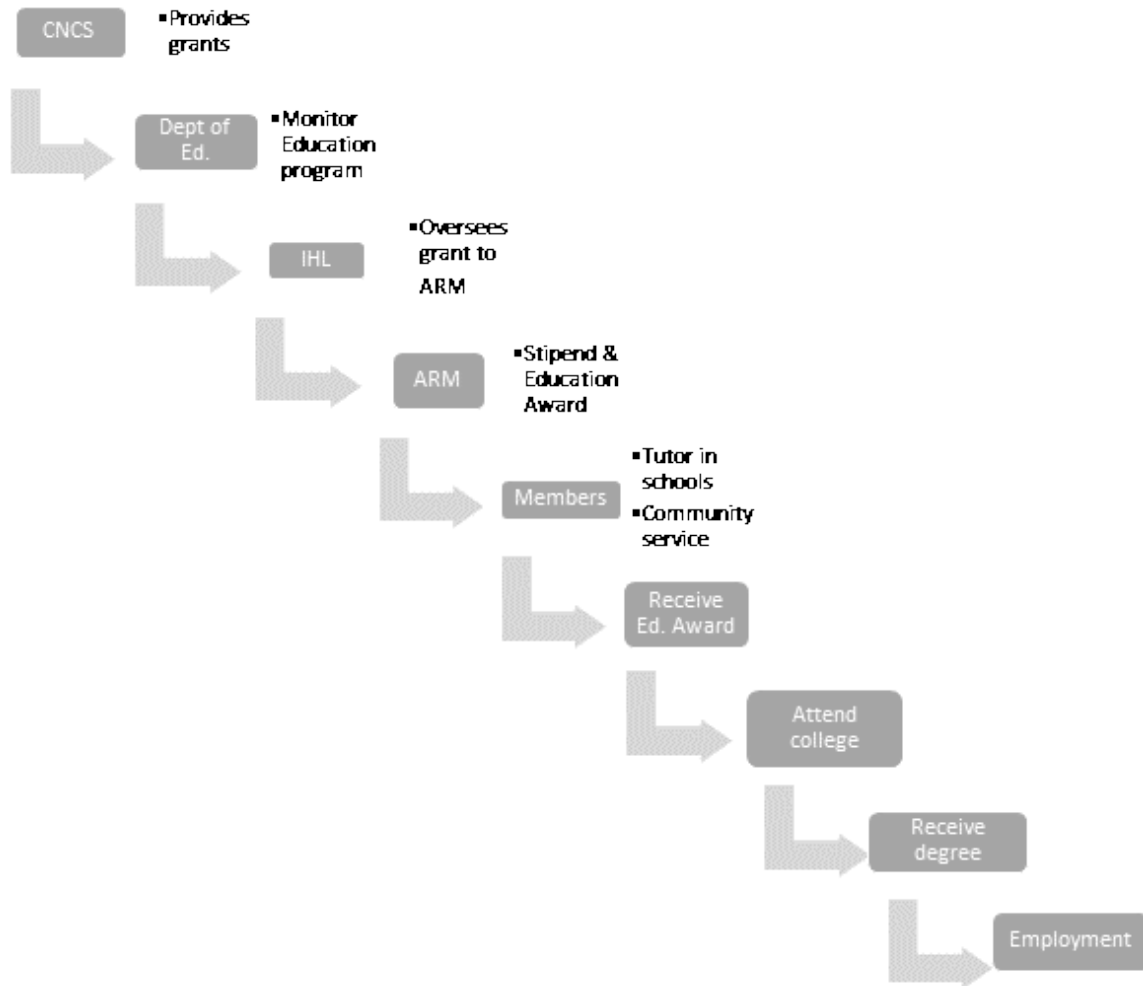 CNCS
▪Provides
grants
Dept of
Ed.
▪Monitor
Education
program
IHL
▪Oversees
grant to
ARM
ARM
▪Stipend &
Education
Award
Members
▪Tutor in
schools
▪Community
service
Receive
Ed. Award
Attend
college
Receive
degree
Employment